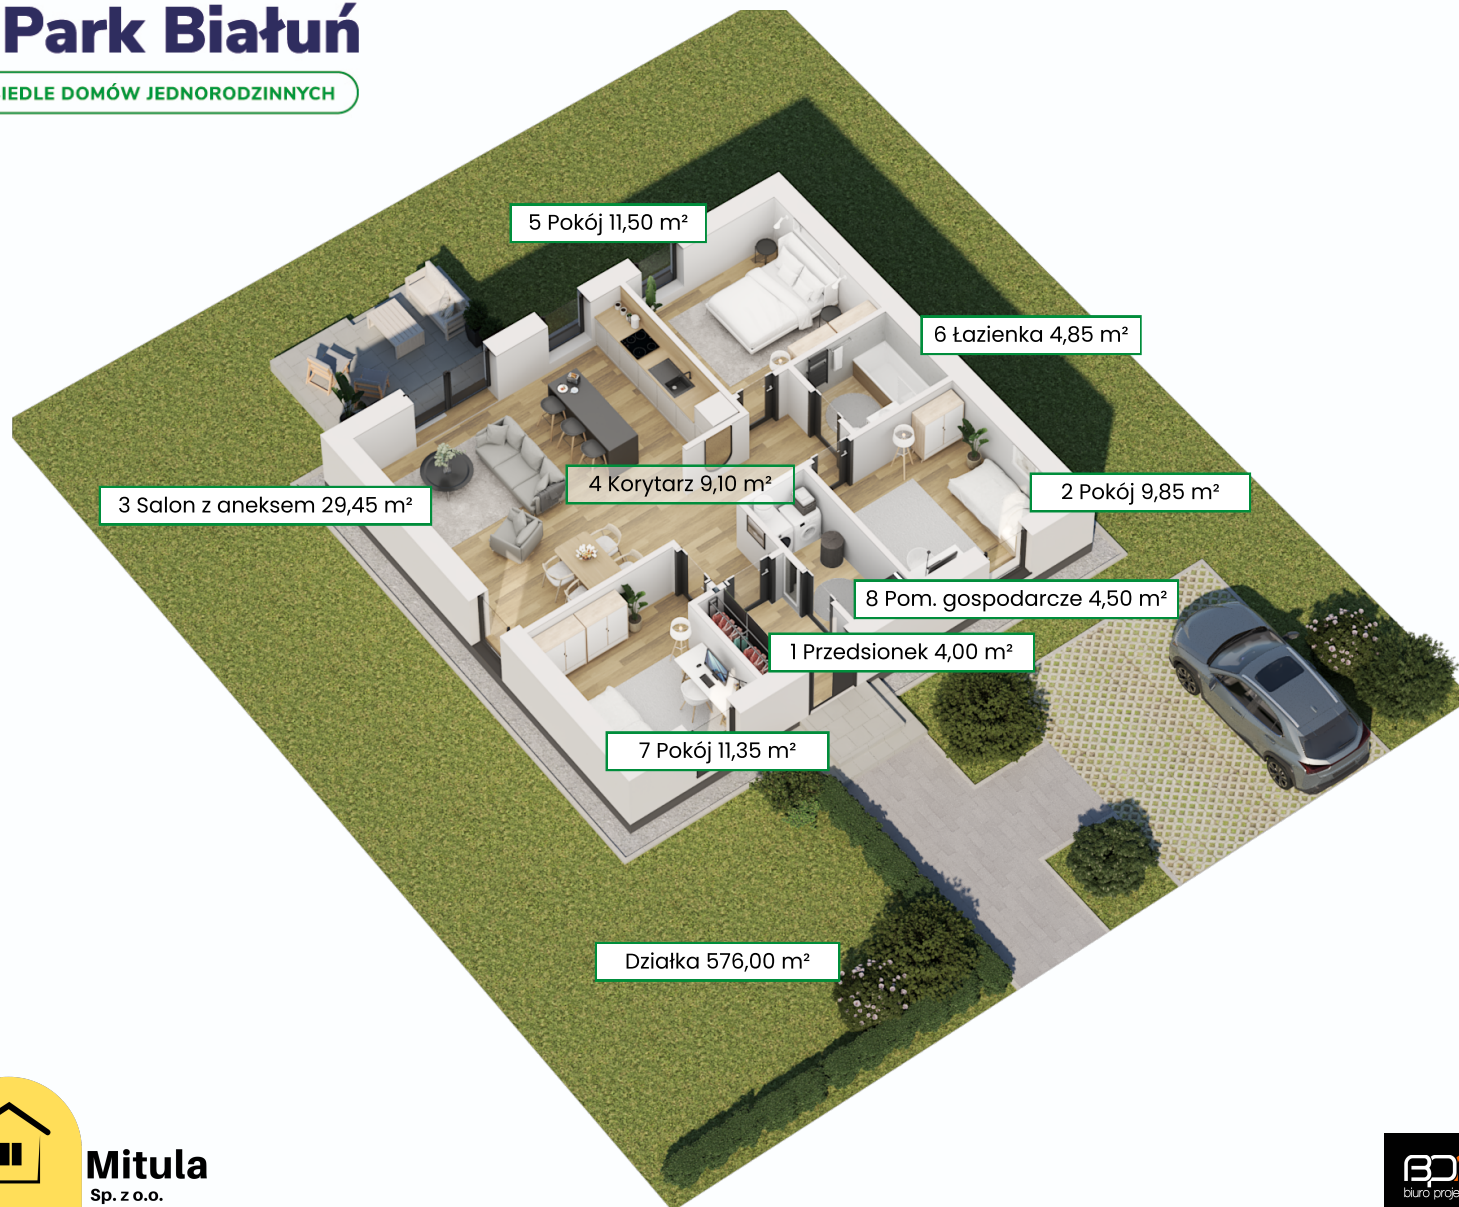 Park Białuń
IEDLE DOMÓW JEDNORODZINNYCH
5 Pokój 11,50 m²
6 Łazienka 4,85 m²
4 Korytarz 9,10 m²
2 Pokój 9,85 m²
3 Salon z aneksem 29,45 m²
8 Pom. gospodarcze 4,50 m²
1 Przedsionek 4,00 m²
7 Pokój 11,35 m²
Działka 576,00 m²
Mitula
Sp. z o.o.
biuro proje